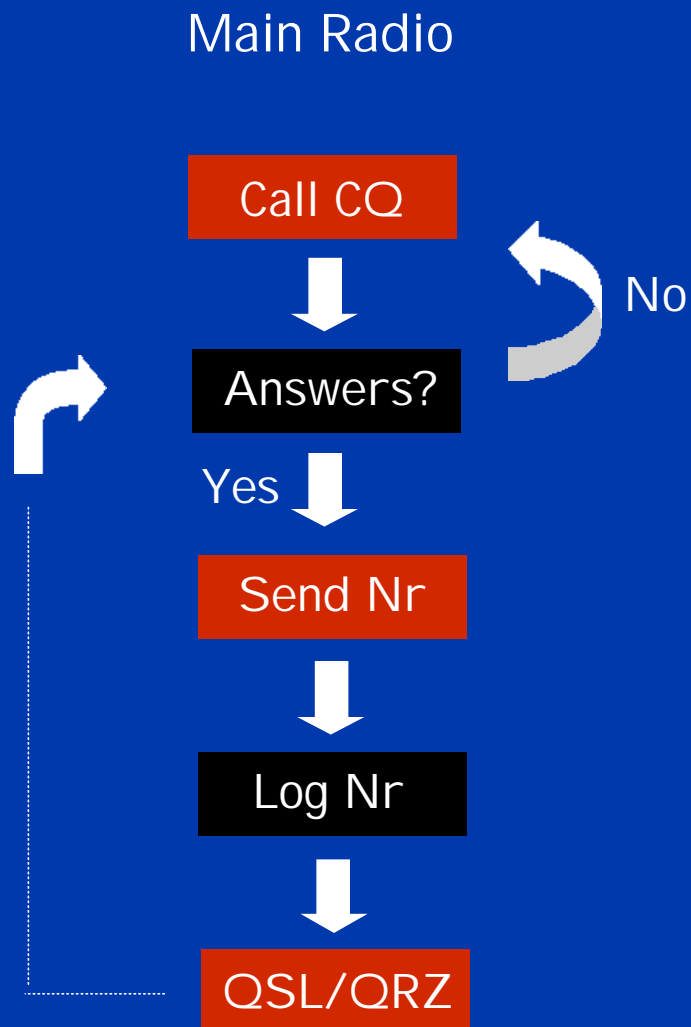 Main Radio
Call CQ
No
Answers?
Yes
Send Nr
Log Nr
QSL/QRZ